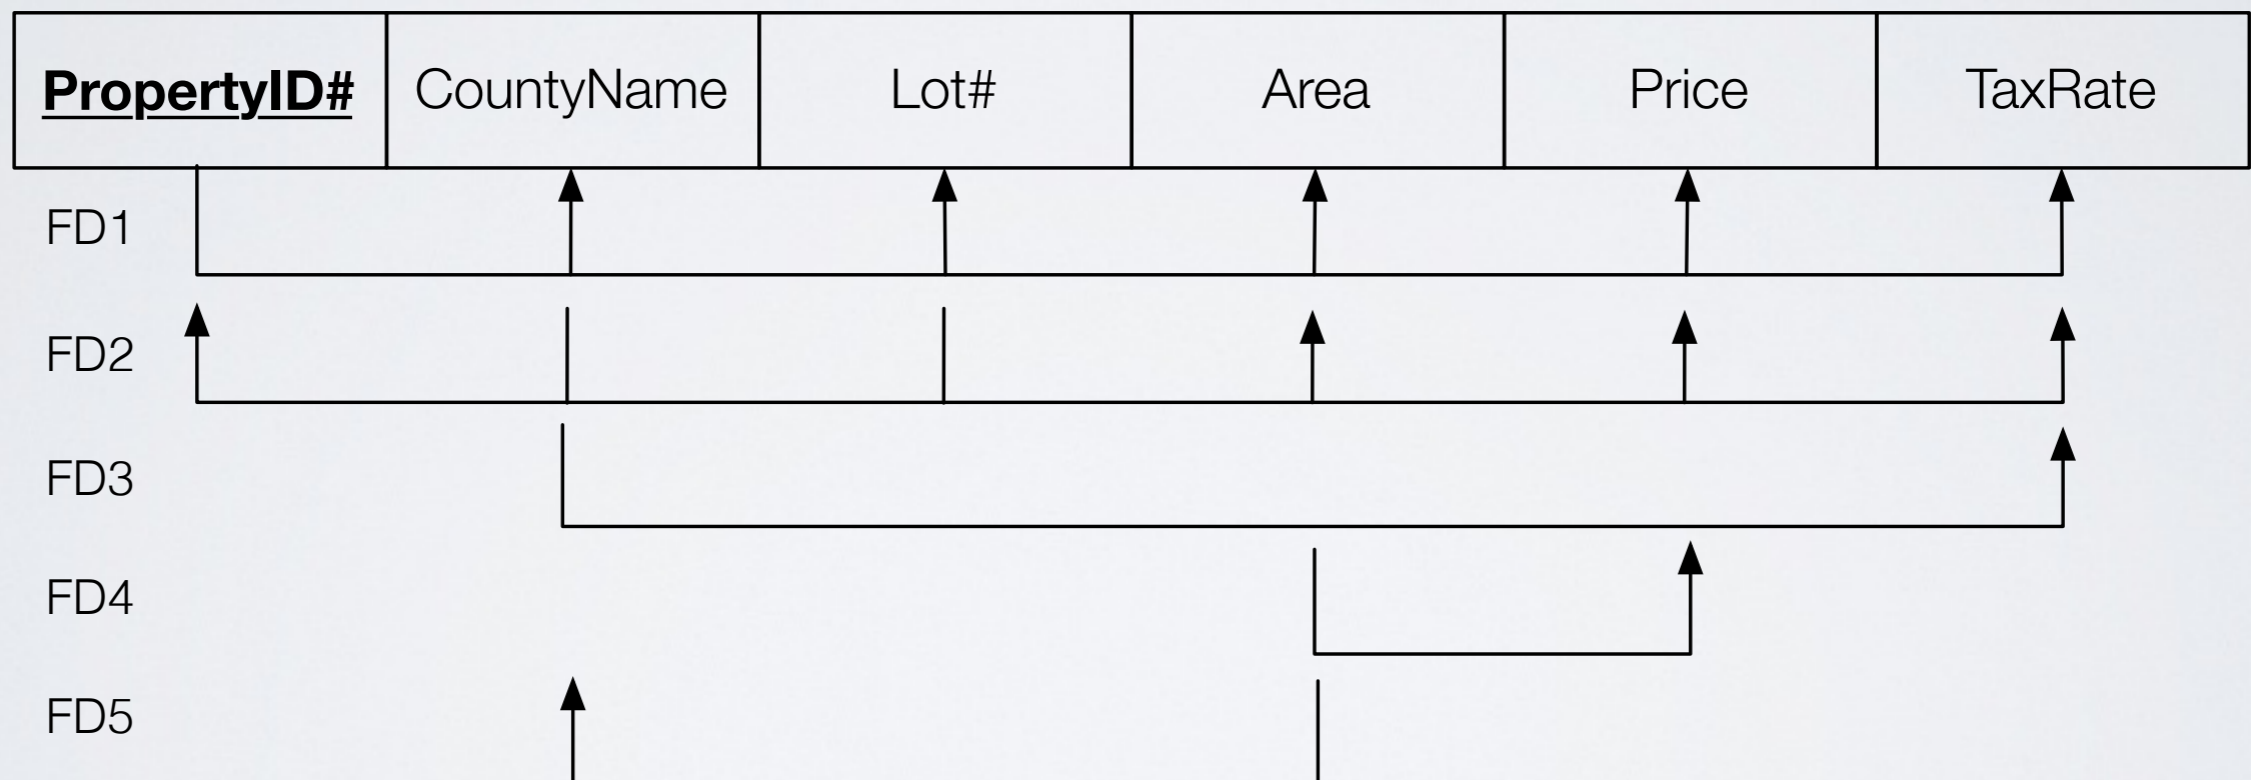 PropertyID# CountyName Lot# Area Price TaxRate
FD1
FD2
FD3
FD4
FD5